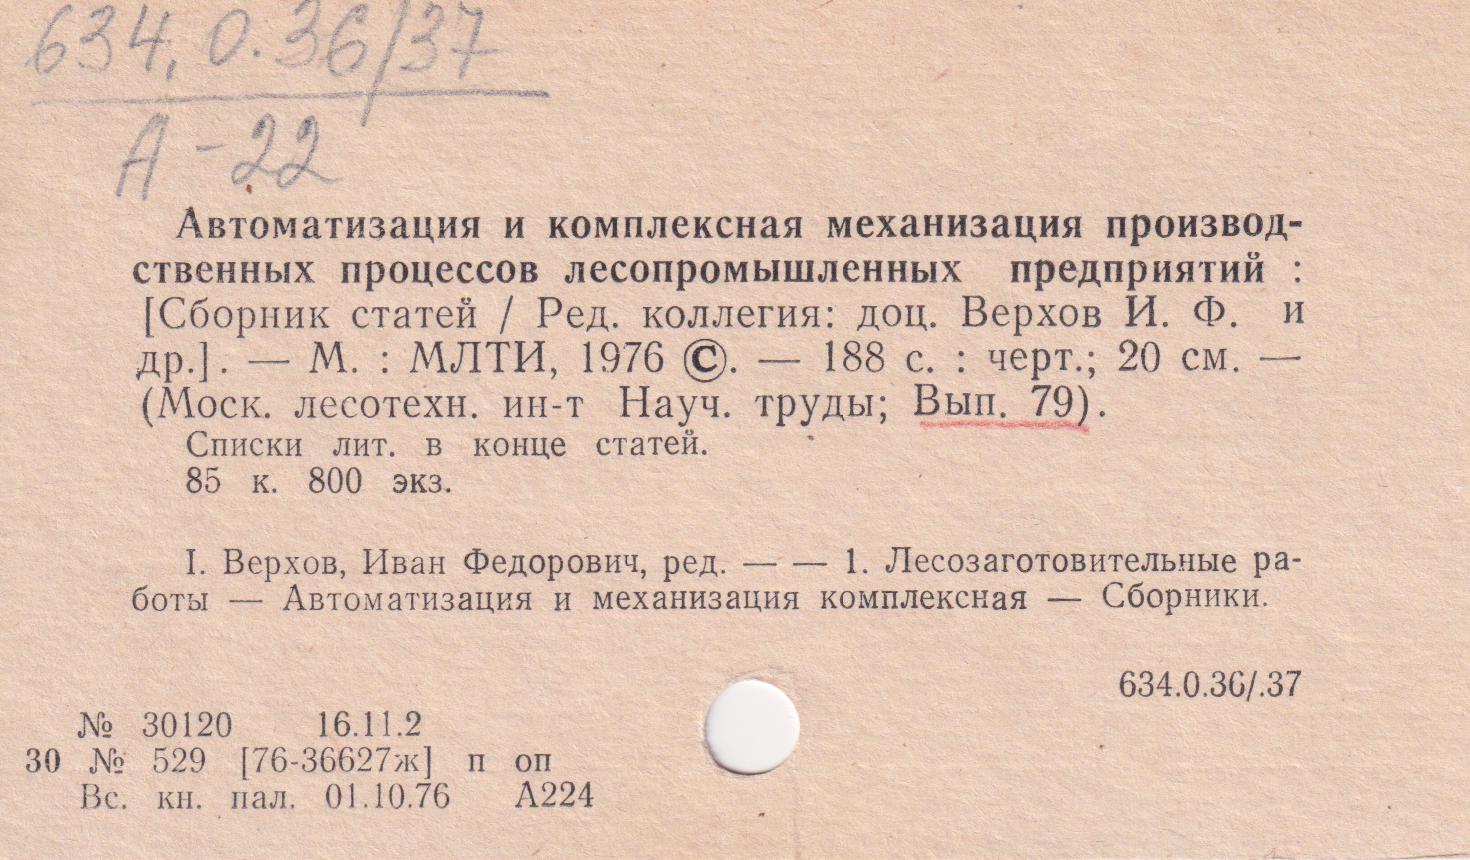 634, 0.36/37
А-22
Автоматизация и комплексная механизация производ-
ственных процессов лесопромышленных предприятий :
[Сборник статей / Ред. коллегия: доц. Верхов И. Ф. и
др.]. — М. : МЛТИ, 1976 ©. — 188 с. : черт.; 20 см. —
(Моск. лесотехн. ин-т Науч. труды; Вып. 79).
Списки лит. в конце статей.
85 к. 800 экз.
I. Верхов, Иван Федорович, ред. — — 1. Лесозаготовительные ра-
боты — Автоматизация и механизация комплексная — Сборники.
634.0.36/.37
№ 30120 16.11.2
30 № 529 [76-36627ж] п оп
Вс. кн. пал. 01.10.76 А224